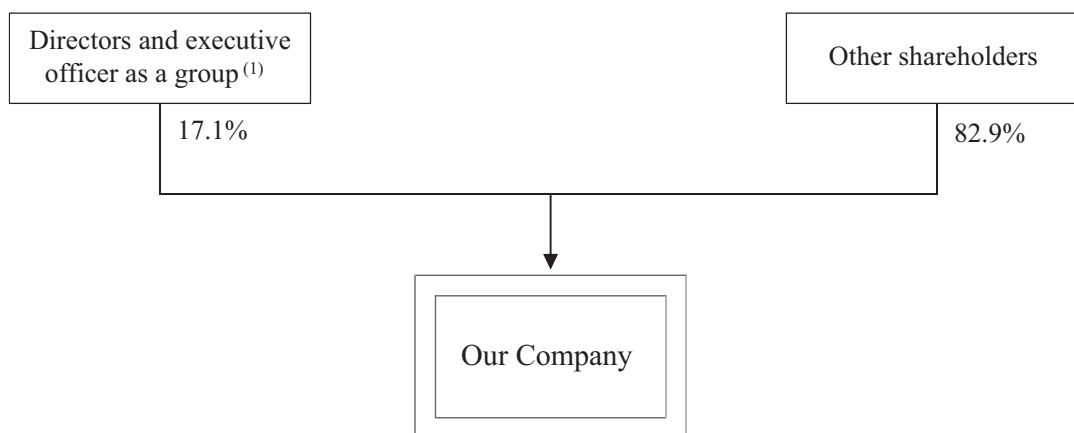 Directors and executive
officer as a group (1)
Other shareholders
17.1%
82.9%
Our Company